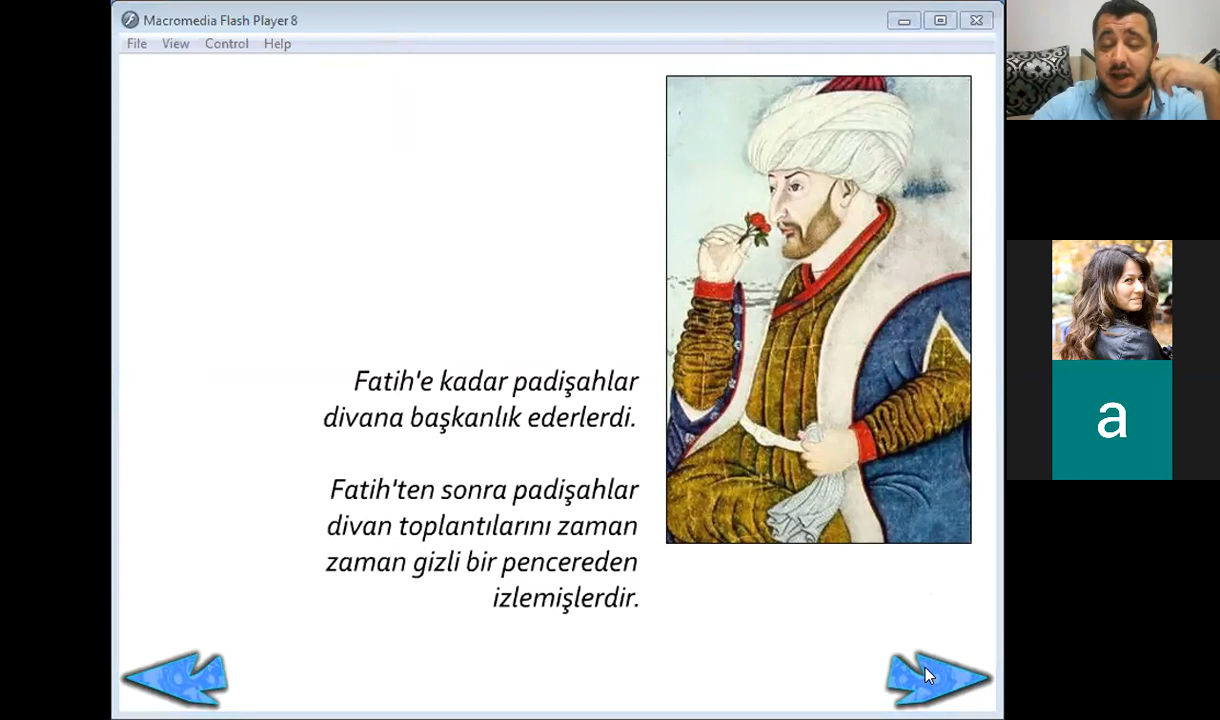 Macromedia Flash Player 8
File View Control Help
Fatih'e kadar padişahlar
divana başkanlık ederlerdi.
Fatih'ten sonra padişahlar
divan toplantılarını zaman
zaman gizli bir pencereden
izlemişlerdir.
a